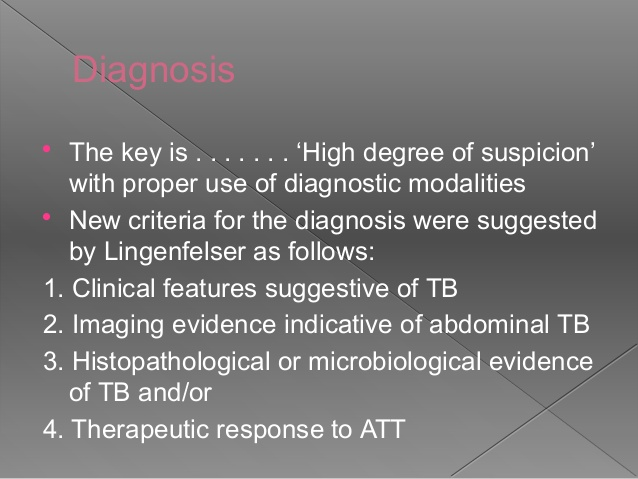 Diagnosis
• The key is . . . . . . . ‘High degree of suspicion’
with proper use of diagnostic modalities
• New criteria for the diagnosis were suggested
by Lingenfelser as follows:
1. Clinical features suggestive of TB
2. Imaging evidence indicative of abdominal TB
3. Histopathological or microbiological evidence
of TB and/or
4. Therapeutic response to ATT